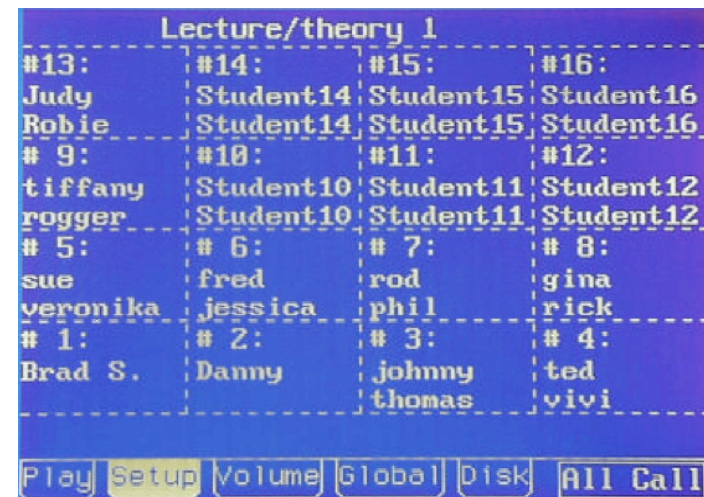 Lecture/theory 1
#13: #14: #15: #16:
Judy Student14 Student15 Student16
Robie Student14 Student15 Student16
# 9: #10: #11: #12:
tiffany Student10 Student11 Student12
rogger Student10 Student11 Student12
# 5: # 6: # 7: # 8:
sue fred rod gina
veronika jessica phil rick
# 1: # 2: # 3: # 4:
Brad S. Danny johnny ted
thomas vivi
Play Setup Volume Global Disk All Call